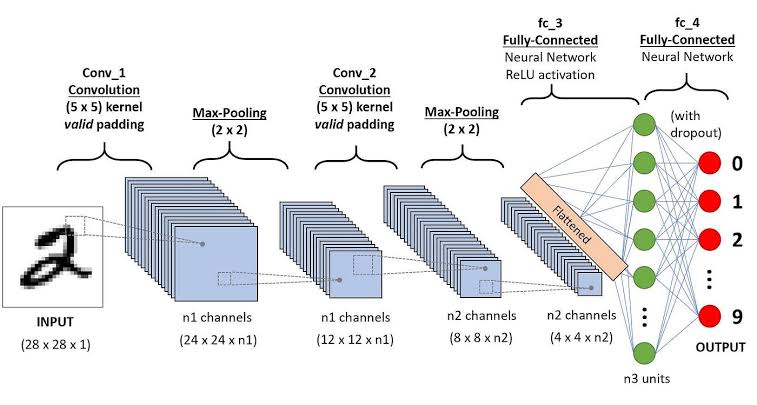 fc_3
Fully-Connected
Neural Network
ReLU activation
fc_4
Fully-Connected
Neural Network
Conv_1
Convolution
(5 x 5) kernel
valid padding
Max-Pooling
(2 x 2)
Conv_2
Convolution
(5 x 5) kernel
valid padding
Max-Pooling
(2 x 2)
(with
dropout)
Flattened
2
0
1
2
9
OUTPUT
INPUT
(28 x 28 x 1)
n1 channels
(24 x 24 x n1)
n1 channels
(12 x 12 x n1)
n2 channels
(8 x 8 x n2)
n2 channels
(4 x 4 x n2)
n3 units